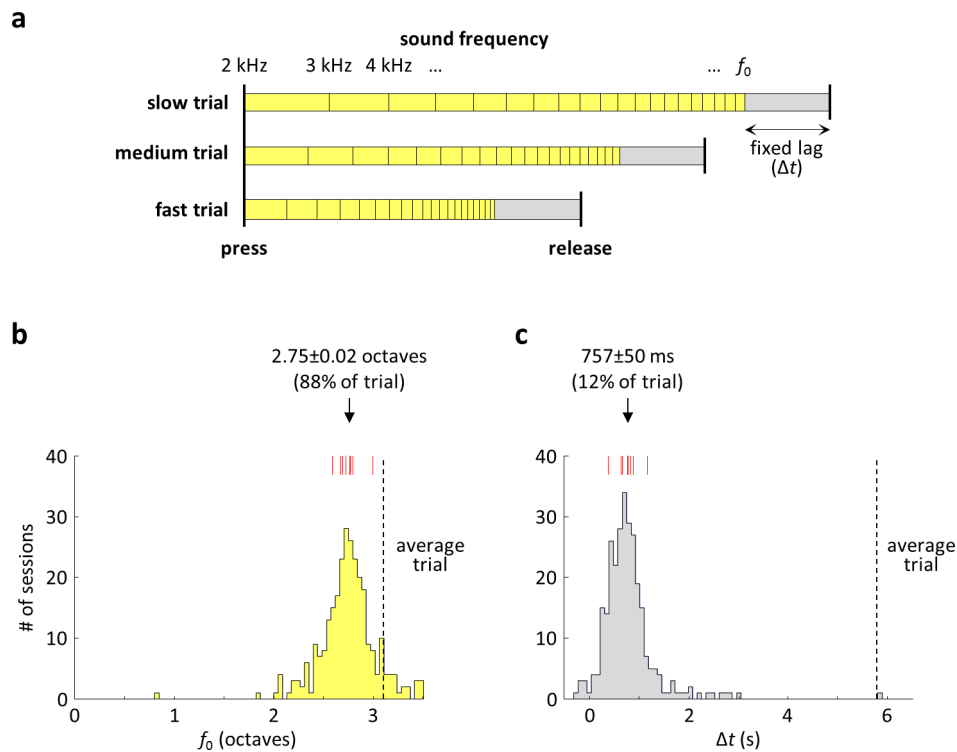 a
sound frequency
2 kHz 3 kHz 4 kHz ... ... f0
slow trial
fixed lag
(Δt)
medium trial
fast trial
press release
b
2.75±0.02 octaves
(88% of trial)
40
30
20
10
0
# of sessions
average
trial
0 1 2 3
f0 (octaves)
c
757±50 ms
(12% of trial)
40
30
20
10
0
average
trial
0 2 4 6
Δt (s)